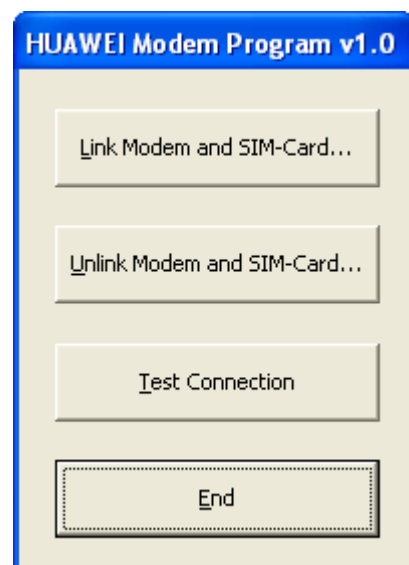 HUAWEI Modem Program v1.0
Link Modem and SIM-Card...
Unlink Modem and SIM-Card...
Test Connection
End